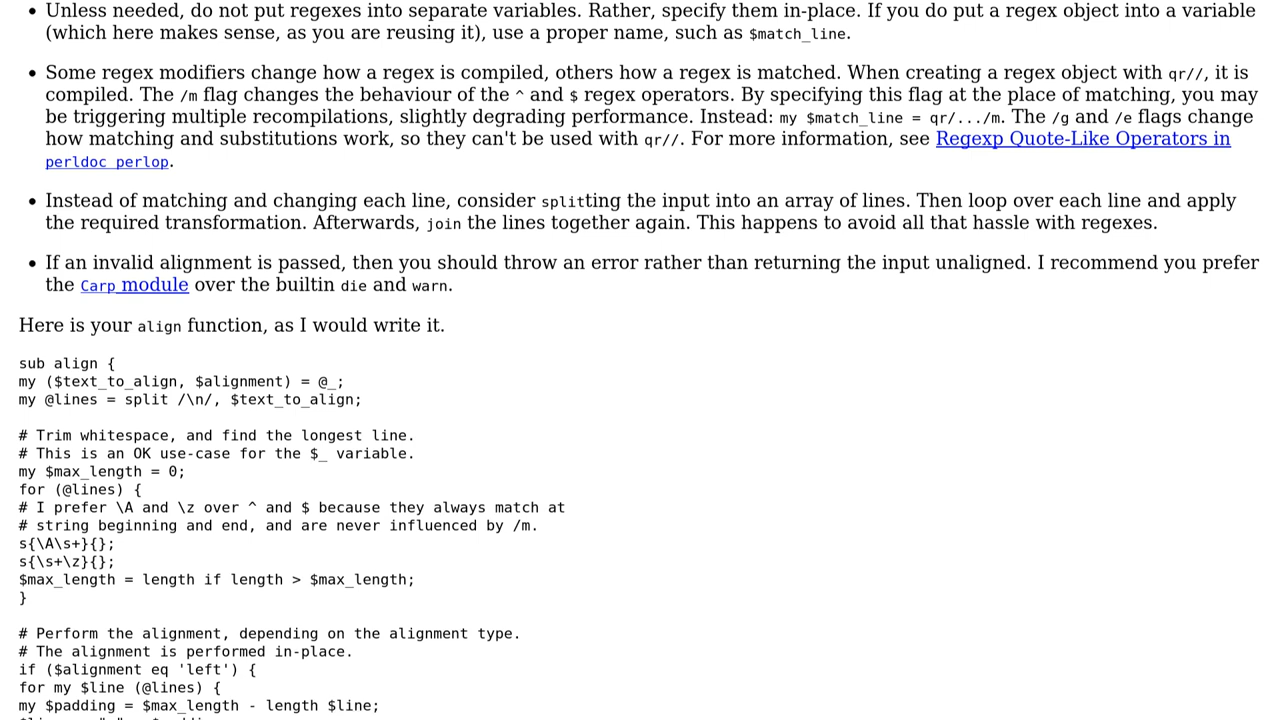 • Unless needed, do not put regexes into separate variables. Rather, specify them in-place. If you do put a regex object into a variable
(which here makes sense, as you are reusing it), use a proper name, such as $match_line.
• Some regex modifiers change how a regex is compiled, others how a regex is matched. When creating a regex object with qr//, it is
compiled. The /m flag changes the behaviour of the ^ and $ regex operators. By specifying this flag at the place of matching, you may
be triggering multiple recompilations, slightly degrading performance. Instead: my $match_line = qr/.../m. The /g and /e flags change
how matching and substitutions work, so they can't be used with qr//. For more information, see Regexp Quote-Like Operators in
perldoc perlop.
• Instead of matching and changing each line, consider splitting the input into an array of lines. Then loop over each line and apply
the required transformation. Afterwards, join the lines together again. This happens to avoid all that hassle with regexes.
• If an invalid alignment is passed, then you should throw an error rather than returning the input unaligned. I recommend you prefer
the Carp module over the builtin die and warn.
Here is your align function, as I would write it.
sub align {
my ($text_to_align, $alignment) = @_;
my @lines = split /\n/, $text_to_align;
# Trim whitespace, and find the longest line.
# This is an OK use-case for the $_ variable.
my $max_length = 0;
for (@lines) {
# I prefer \A and \z over ^ and $ because they always match at
# string beginning and end, and are never influenced by /m.
s{\A\s+}{};
s{\s+\z}{};
$max_length = length if length > $max_length;
}
# Perform the alignment, depending on the alignment type.
# The alignment is performed in-place.
if ($alignment eq 'left') {
for my $line (@lines) {
my $padding = $max_length - length $line;